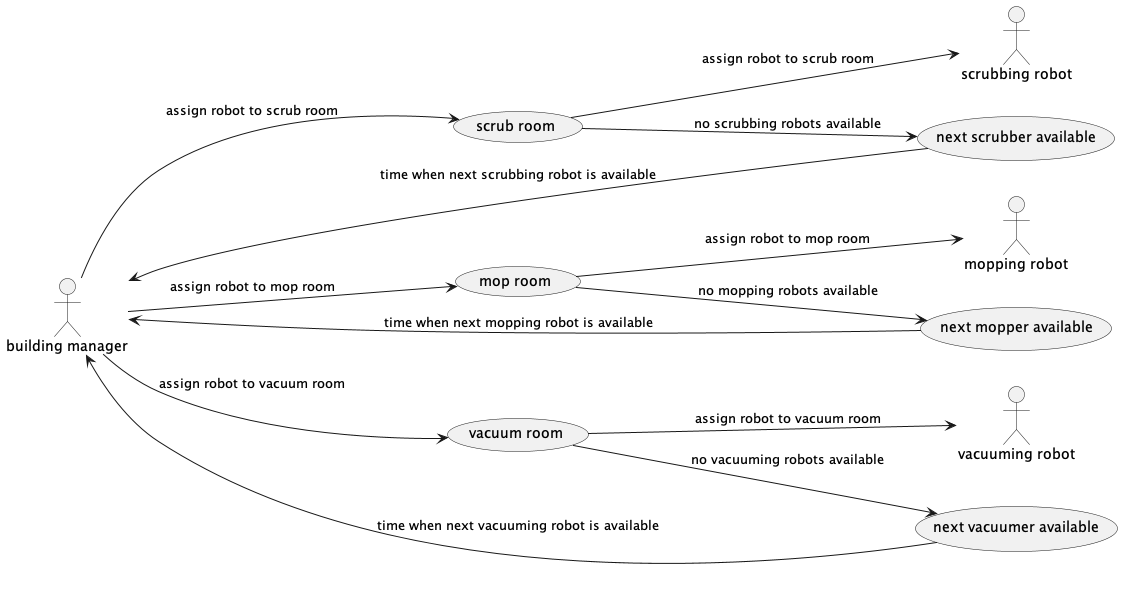 assign robot to scrub room
scrubbing robot
assign robot to scrub room
scrub room
no scrubbing robots available
next scrubber available
time when next scrubbing robot is available
assign robot to mop room
mopping robot
assign robot to mop room
mop room
no mopping robots available
time when next mopping robot is available
next mopper available
building manager
assign robot to vacuum room
assign robot to vacuum room
vacuum room
vacuuming robot
no vacuuming robots available
time when next vacuuming robot is available
next vacuumer available